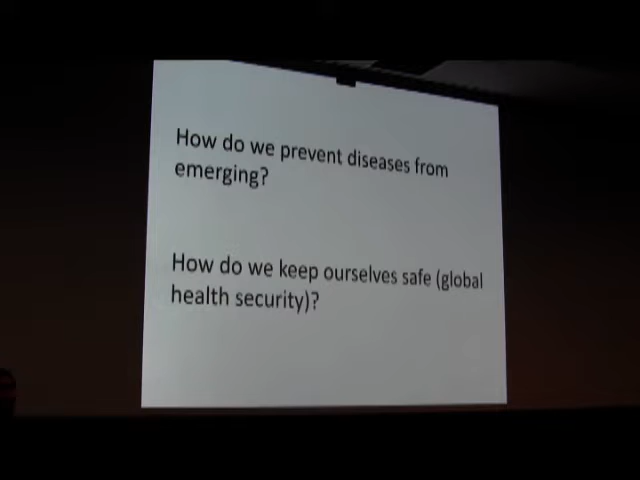 How do we prevent diseases from
emerging?
How do we keep ourselves safe (global
health security)?